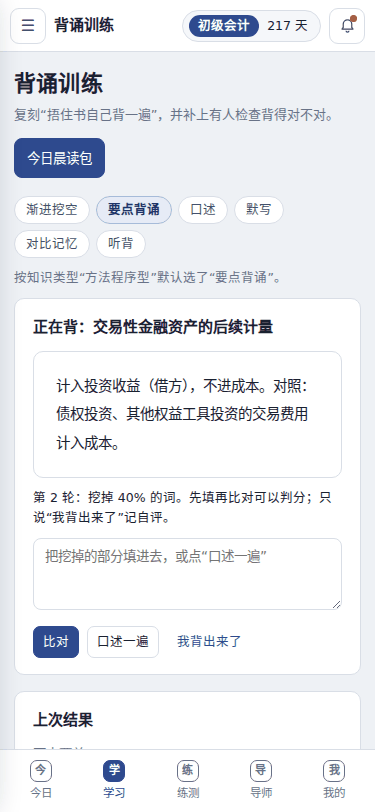 ☰ 背诵训练 初级会计 217 天
背诵训练
复刻“捂住书自己背一遍”，并补上有人检查背得对不对。
今日晨读包
渐进挖空 要点背诵 口述 默写
对比记忆 听背
按知识类型“方法程序型”默认选了“要点背诵”。
正在背：交易性金融资产的后续计量
计入投资收益（借方），不进成本。对照：
债权投资、其他权益工具投资的交易费用
计入成本。
第 2 轮：挖掉 40% 的词。先填再比对可以判分；只
说“我背出来了”记自评。
把挖掉的部分填进去，或点“口述一遍”
比对 口述一遍 我背出来了
上次结果
今 学 练 导 我
今日 学习 练测 导师 我的